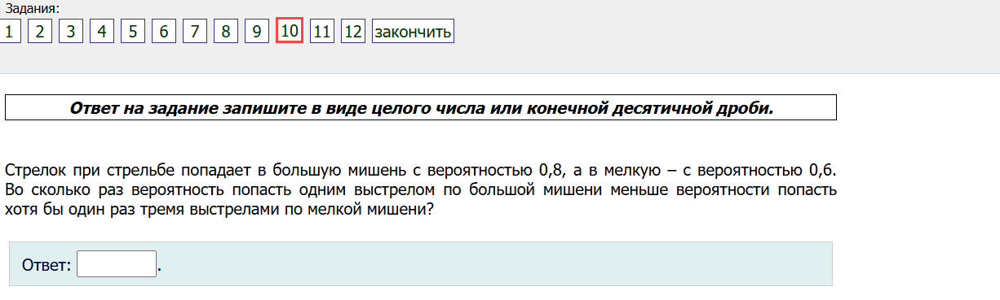 Задания:
1 2 3 4 5 6 7 8 9 10 11 12 закончить
Ответ на задание запишите в виде целого числа или конечной десятичной дроби.
Стрелок при стрельбе попадает в большую мишень с вероятностью 0,8, а в мелкую – с вероятностью 0,6.
Во сколько раз вероятность попасть одним выстрелом по большой мишени меньше вероятности попасть
хотя бы один раз тремя выстрелами по мелкой мишени?
Ответ: .